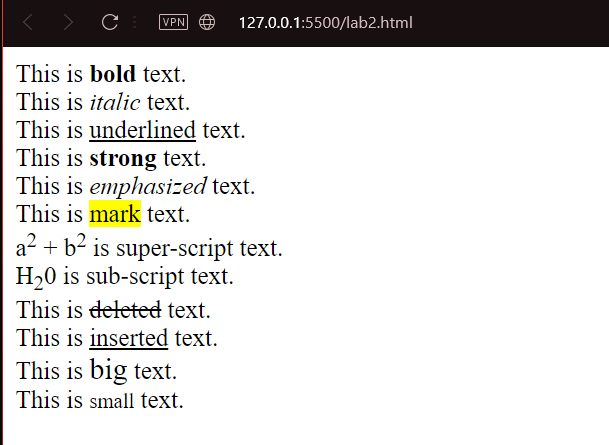 VPN 127.0.0.1:5500/lab2.html
This is bold text.
This is italic text.
This is underlined text.
This is strong text.
This is emphasized text.
This is mark text.
a² + b² is super-script text.
H₂0 is sub-script text.
This is deleted text.
This is inserted text.
This is big text.
This is small text.